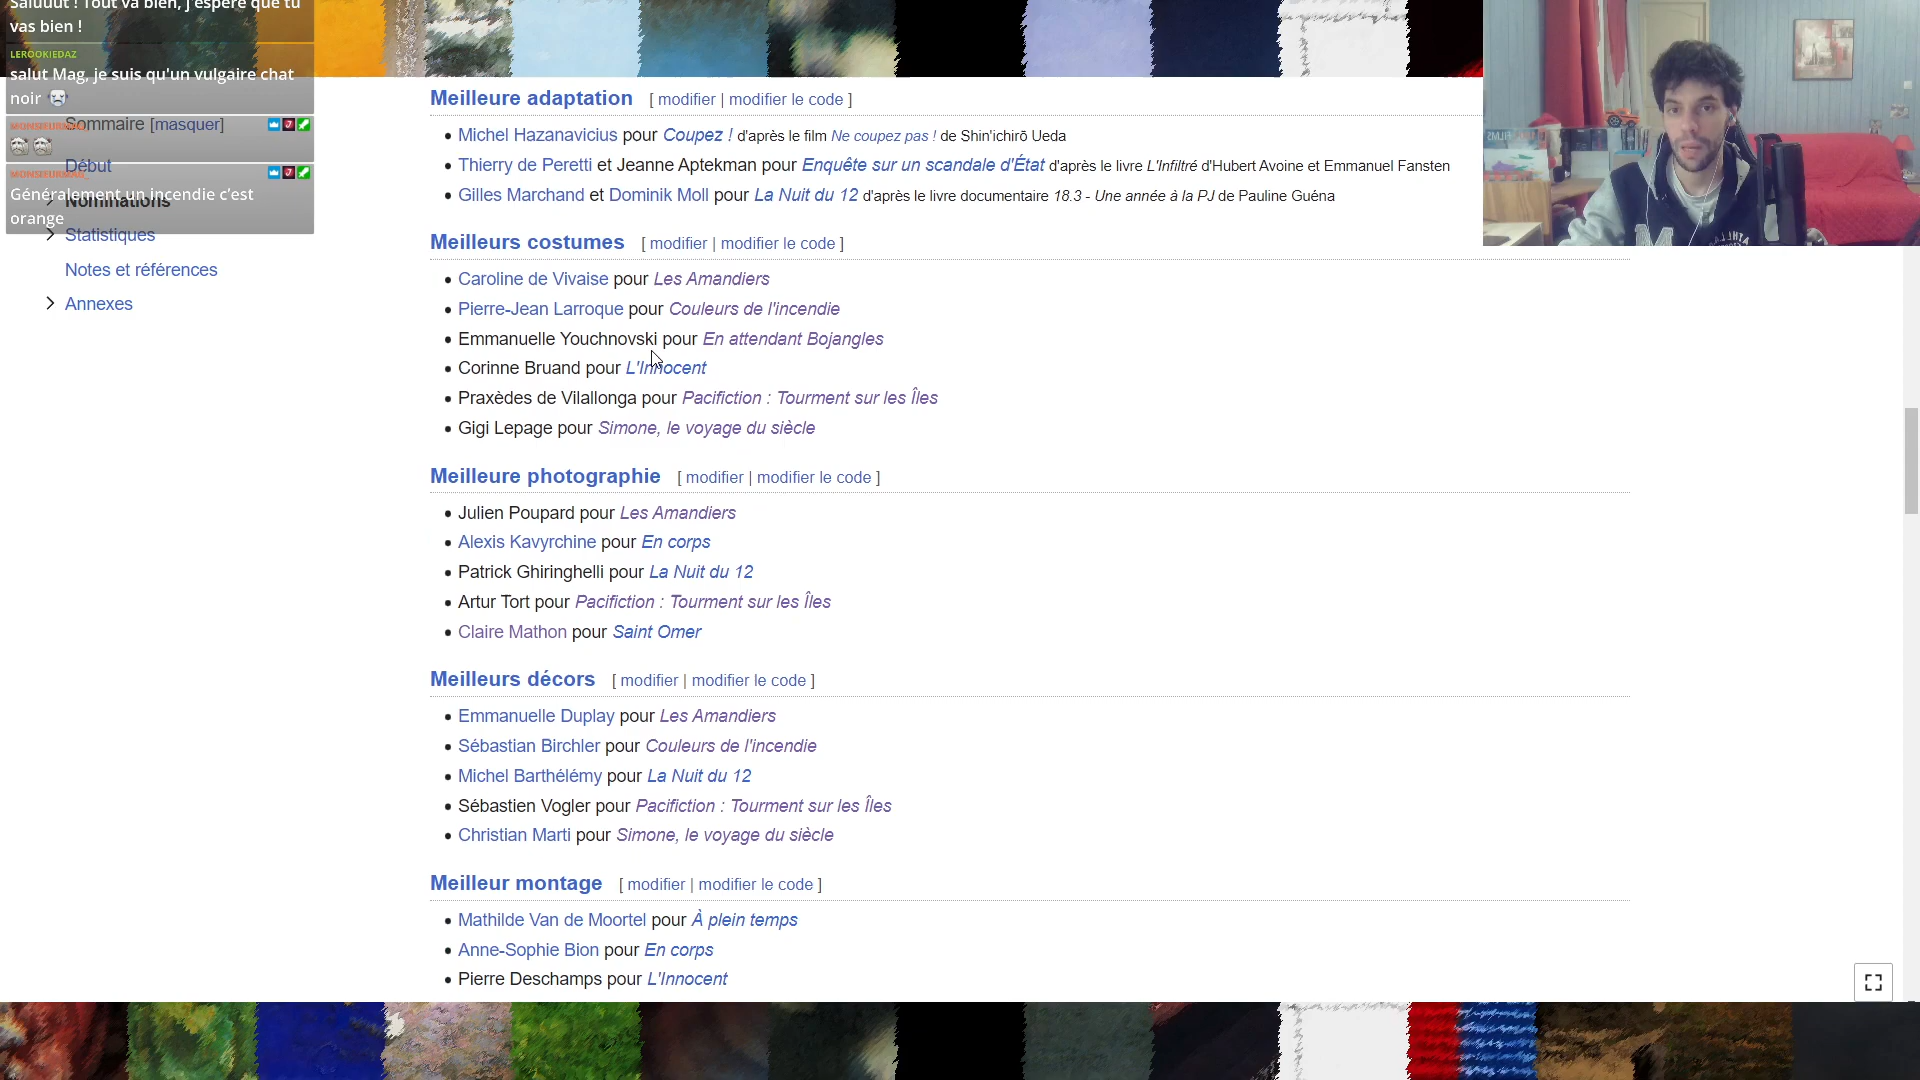 Saluuut ! Tout va bien, j'espère que tu
vas bien !
LEROOKIEDAZ
salut Mag, je suis qu'un vulgaire chat
noir
Sommaire [masquer]
Début
Généralement un incendie c'est
orange
Nominations
Statistiques
Notes et références
Annexes
Meilleure adaptation [ modifier | modifier le code ]
Michel Hazanavicius pour Coupez ! d'après le film Ne coupez pas ! de Shin'ichirō Ueda
Thierry de Peretti et Jeanne Aptekman pour Enquête sur un scandale d'État d'après le livre L'Infiltré d'Hubert Avoine et Emmanuel Fansten
Gilles Marchand et Dominik Moll pour La Nuit du 12 d'après le livre documentaire 18.3 - Une année à la PJ de Pauline Guéna
Meilleurs costumes [ modifier | modifier le code ]
Caroline de Vivaise pour Les Amandiers
Pierre-Jean Larroque pour Couleurs de l'incendie
Emmanuelle Youchnovski pour En attendant Bojangles
Corinne Bruand pour L'Innocent
Praxèdes de Vilallonga pour Pacifiction : Tourment sur les Îles
Gigi Lepage pour Simone, le voyage du siècle
Meilleure photographie [ modifier | modifier le code ]
Julien Poupard pour Les Amandiers
Alexis Kavyrchine pour En corps
Patrick Ghiringhelli pour La Nuit du 12
Artur Tort pour Pacifiction : Tourment sur les Îles
Claire Mathon pour Saint Omer
Meilleurs décors [ modifier | modifier le code ]
Emmanuelle Duplay pour Les Amandiers
Sébastian Birchler pour Couleurs de l'incendie
Michel Barthélémy pour La Nuit du 12
Sébastien Vogler pour Pacifiction : Tourment sur les Îles
Christian Marti pour Simone, le voyage du siècle
Meilleur montage [ modifier | modifier le code ]
Mathilde Van de Moortel pour À plein temps
Anne-Sophie Bion pour En corps
Pierre Deschamps pour L'Innocent